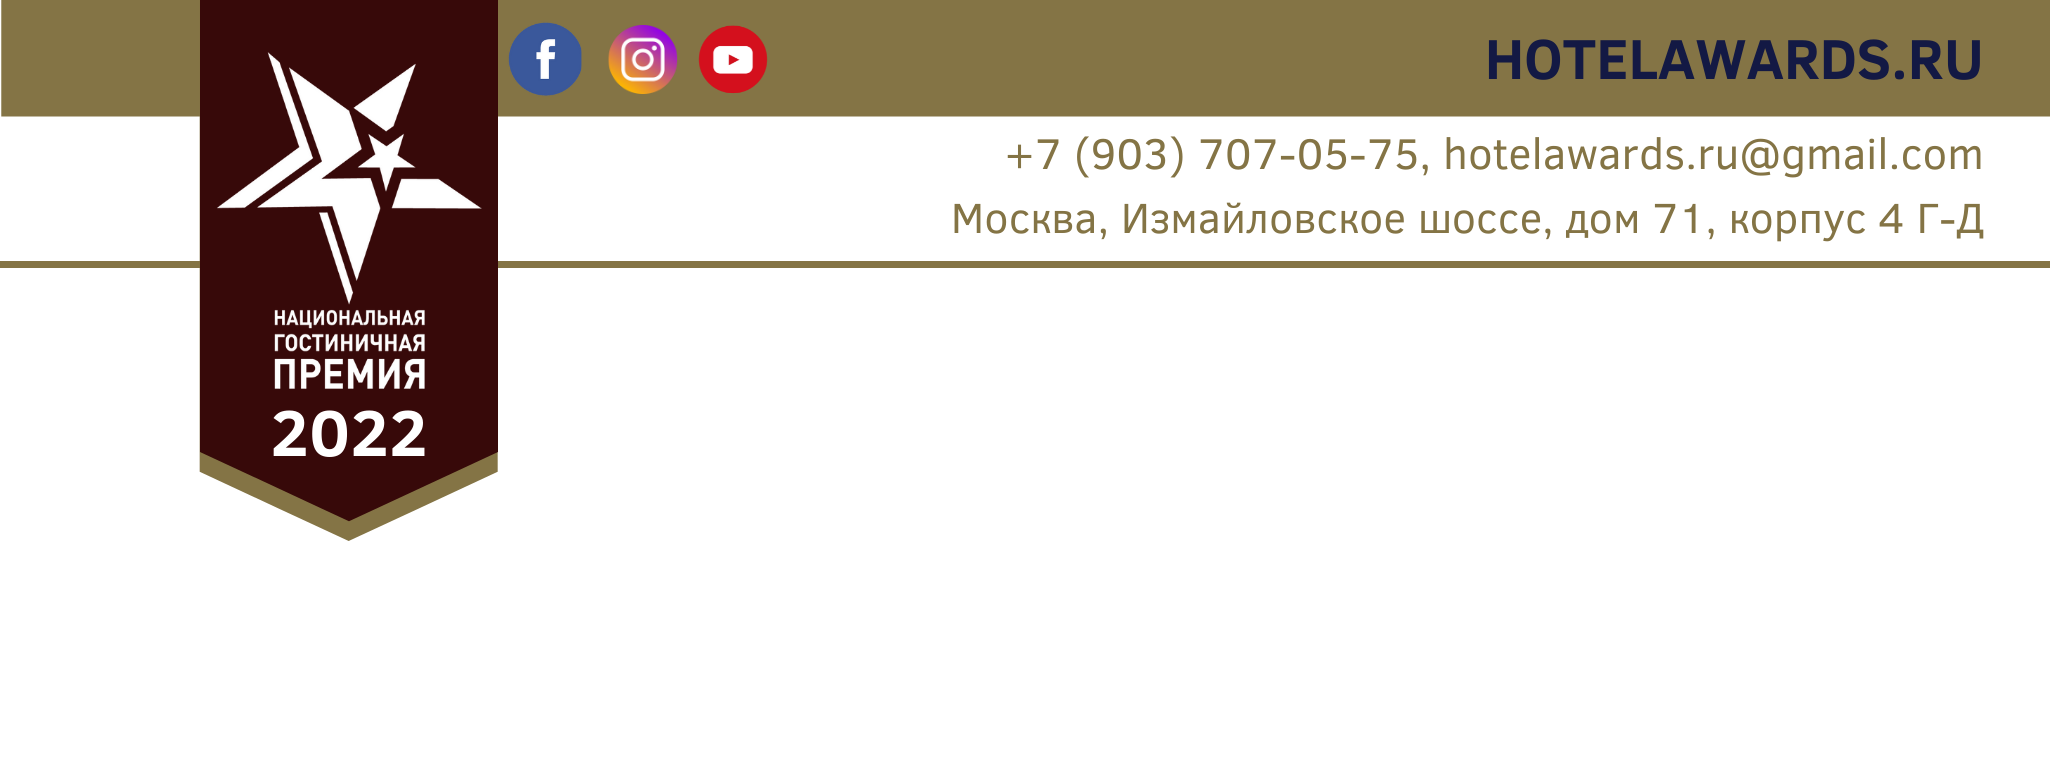 HOTELAWARDS.RU
+7 (903) 707-05-75, hotelawards.ru@gmail.com
Москва, Измайловское шоссе, дом 71, корпус 4 Г-Д
НАЦИОНАЛЬНАЯ
ГОСТИНИЧНАЯ
ПРЕМИЯ
2022